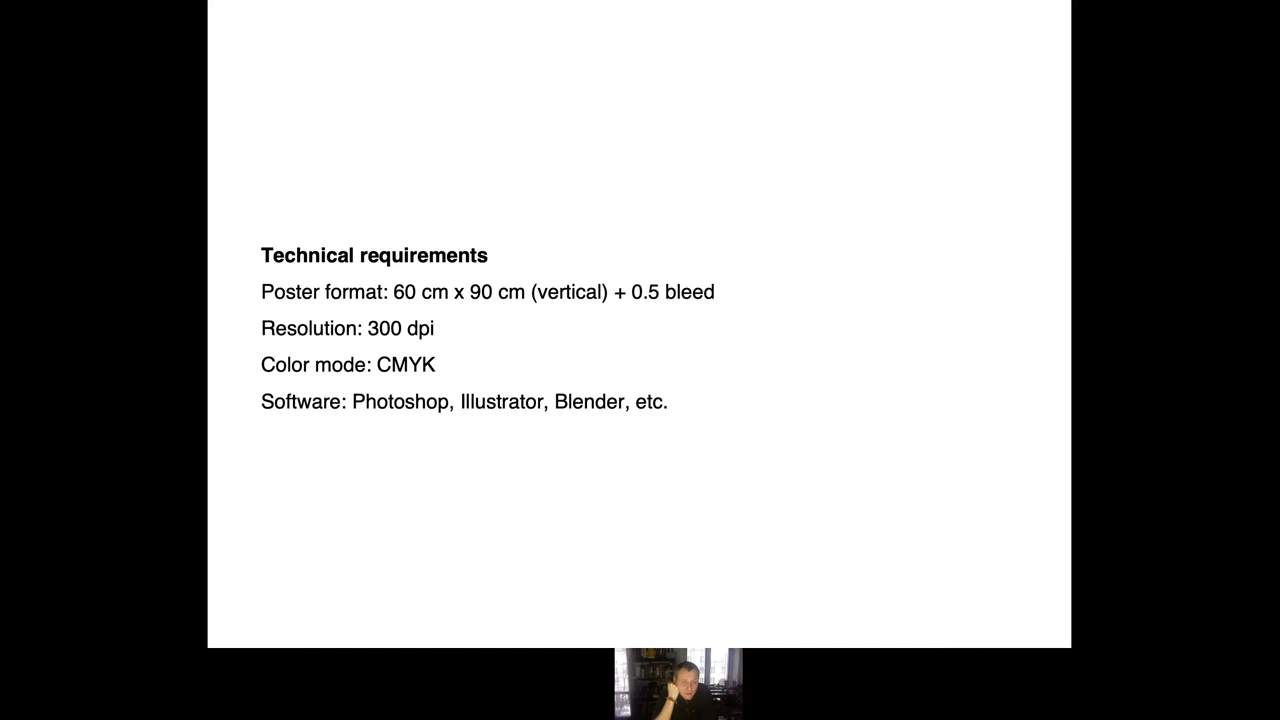 Technical requirements
Poster format: 60 cm x 90 cm (vertical) + 0.5 bleed
Resolution: 300 dpi
Color mode: CMYK
Software: Photoshop, Illustrator, Blender, etc.